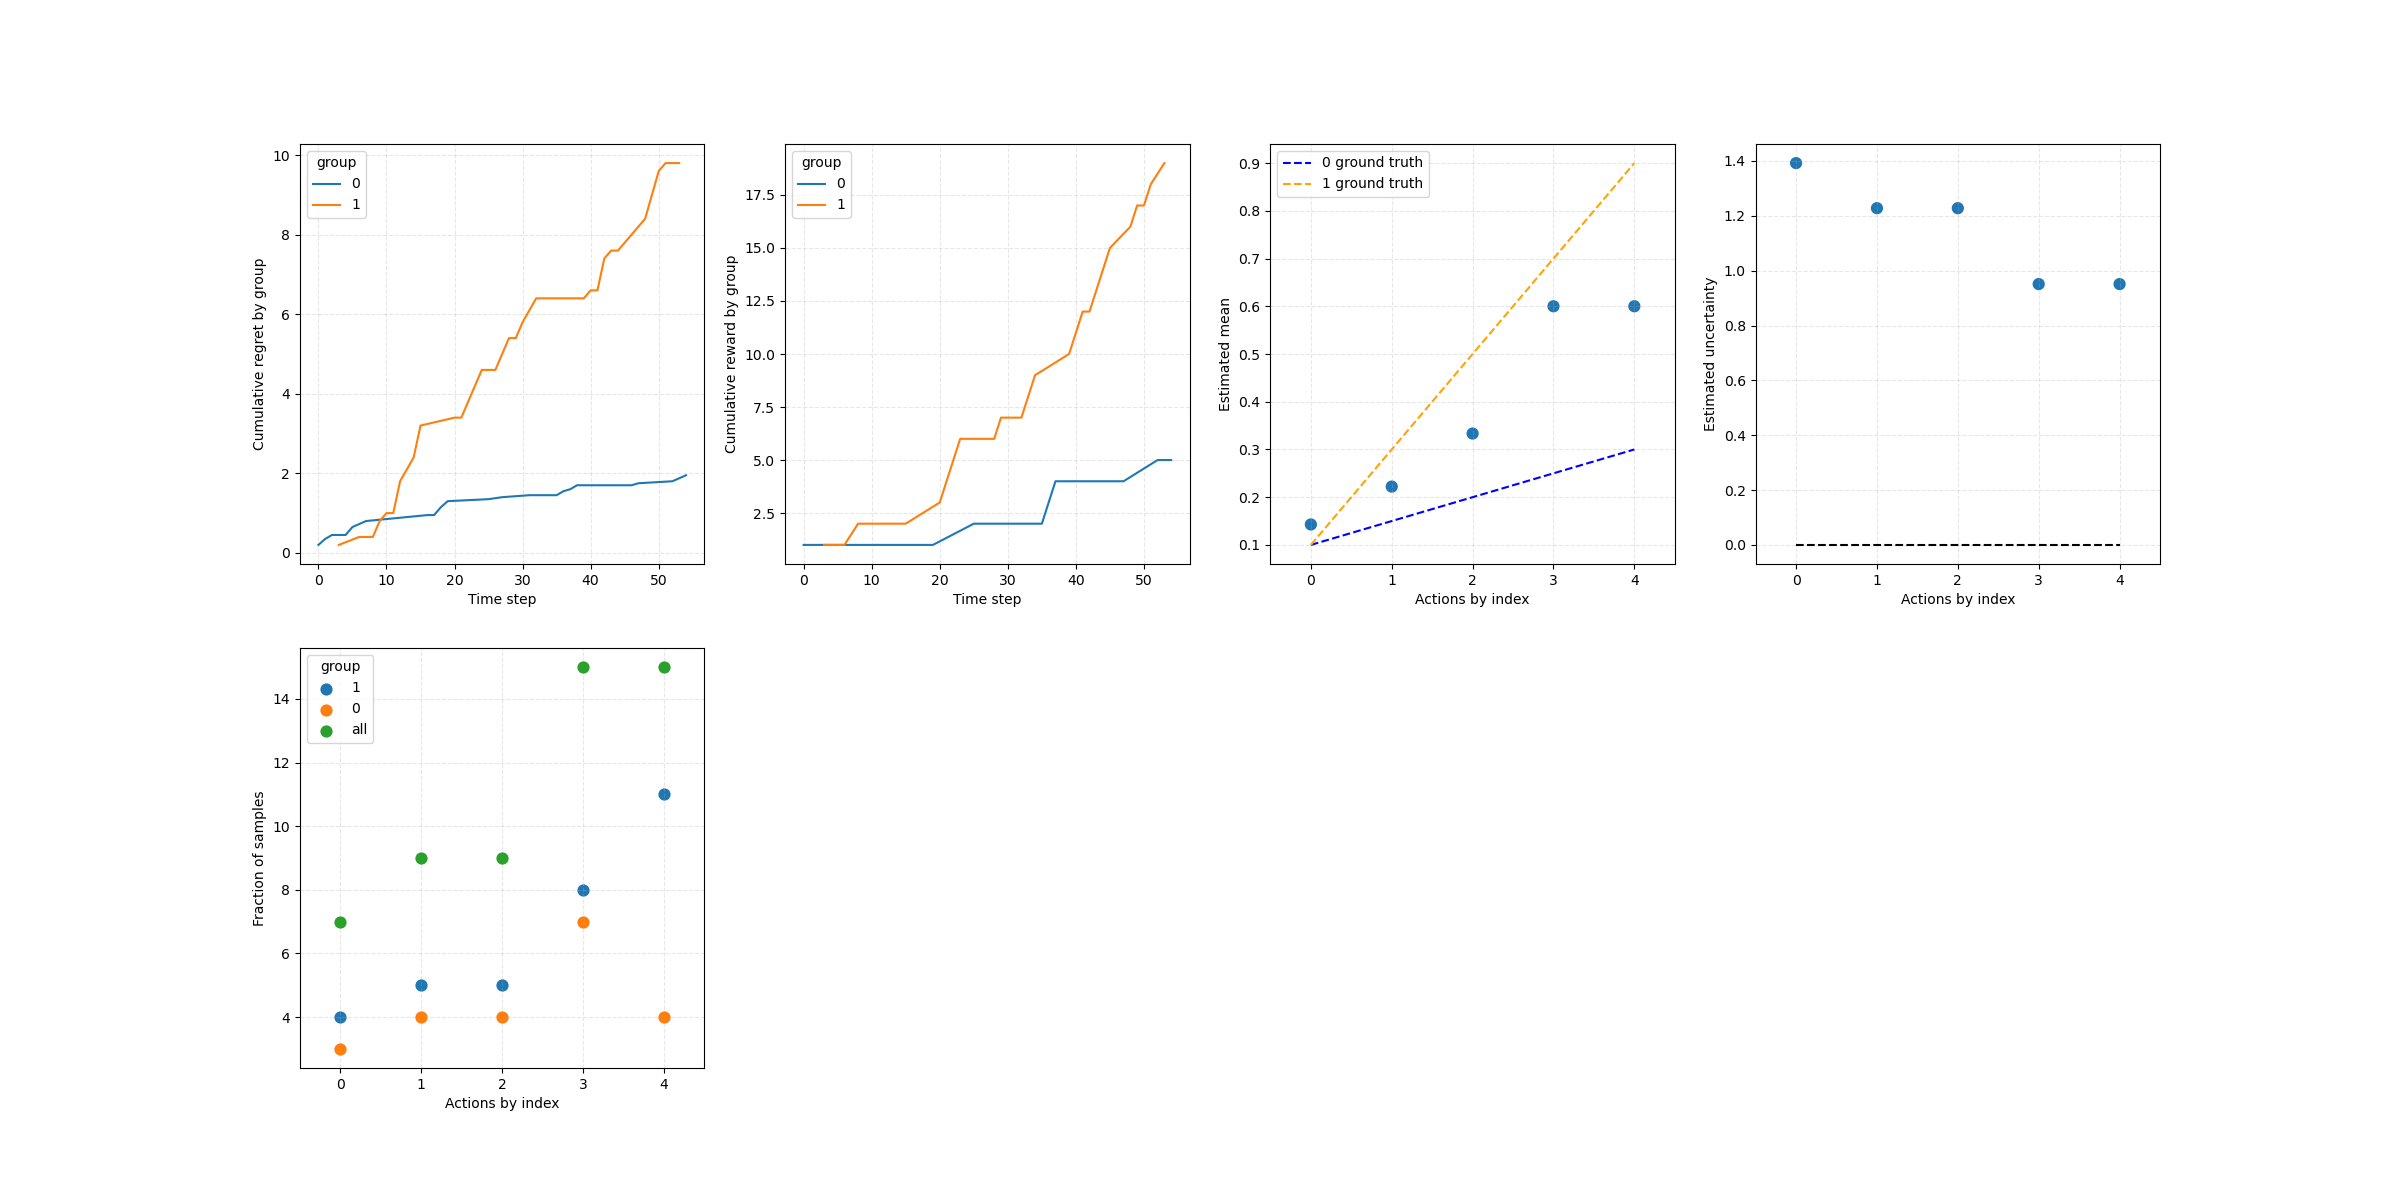 group
0
1
10
8
6
4
2
0
Cumulative regret by group
0 10 20 30 40 50
Time step
group
0
1
17.5
15.0
12.5
10.0
7.5
5.0
2.5
Cumulative reward by group
0 10 20 30 40 50
Time step
0 ground truth
1 ground truth
0.9
0.8
0.7
0.6
0.5
0.4
0.3
0.2
0.1
Estimated mean
0 1 2 3 4
Actions by index
1.4
1.2
1.0
0.8
0.6
0.4
0.2
0.0
Estimated uncertainty
0 1 2 3 4
Actions by index
group
1
0
all
14
12
10
8
6
4
Fraction of samples
0 1 2 3 4
Actions by index